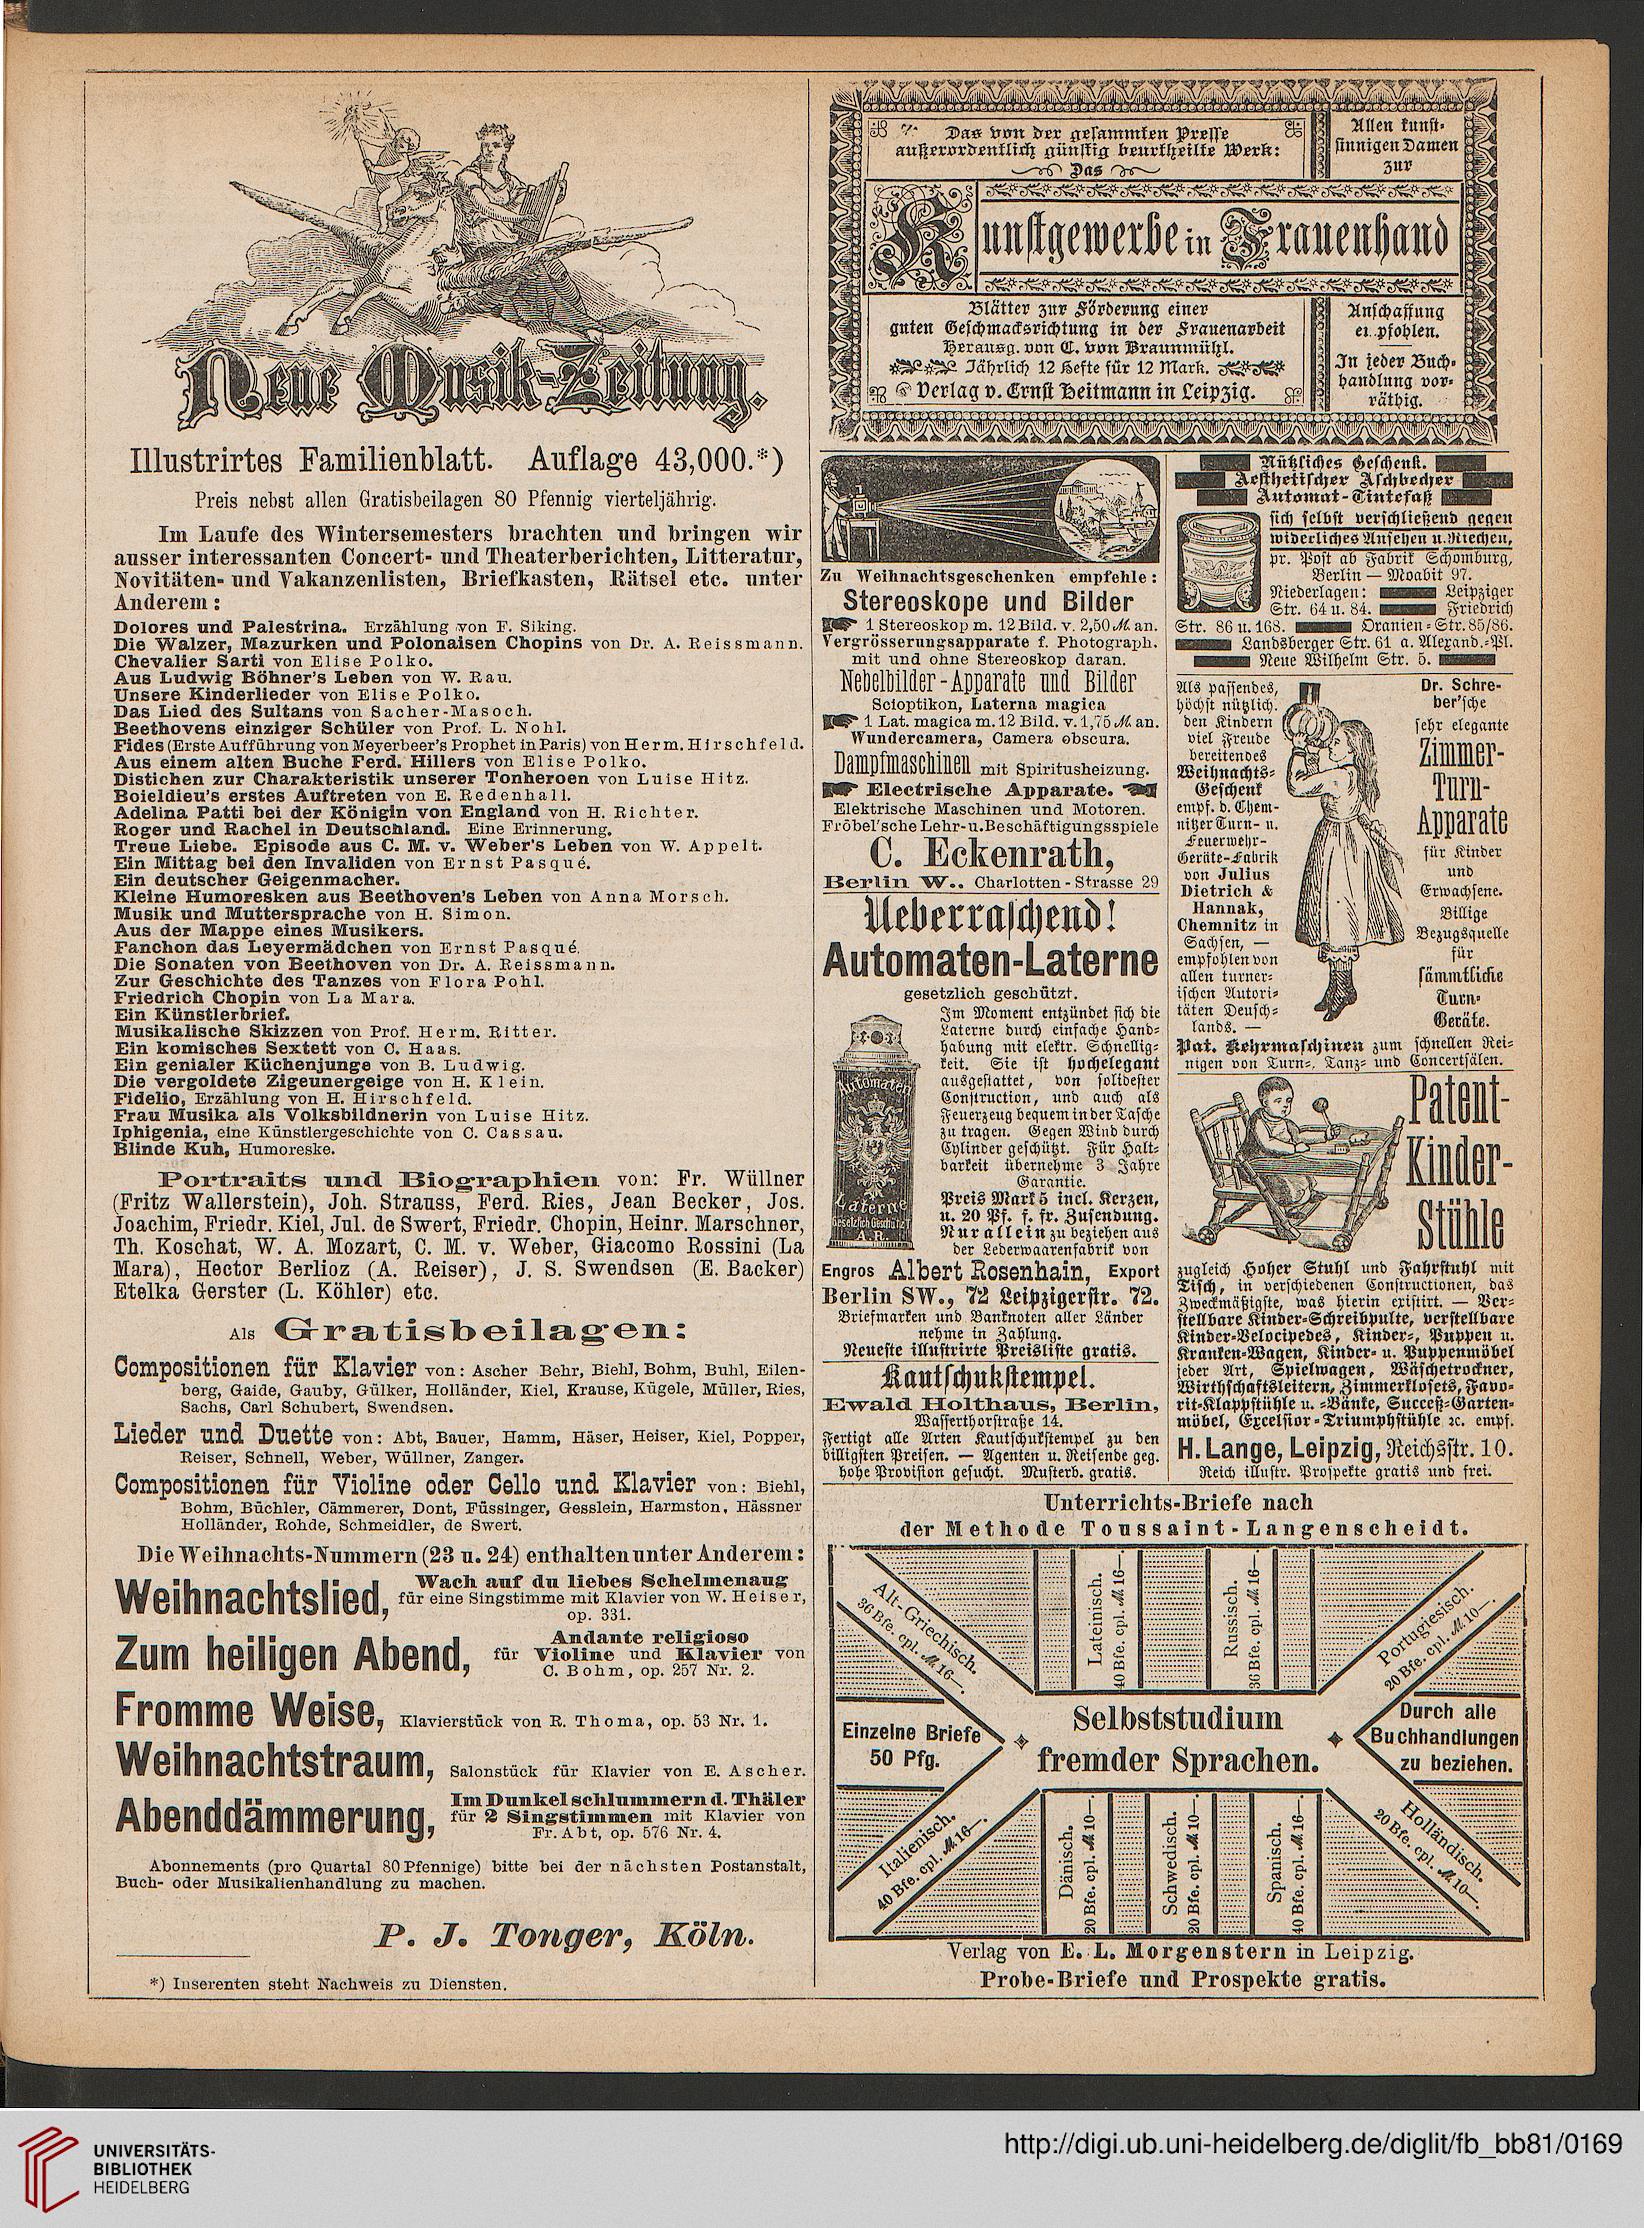 Neue Musik-Zeitung.
Illustrirtes Familienblatt. Auflage 43,000.*)
Preis nebst allen Gratisbeilagen 80 Pfennig vierteljährig.
Im Laufe des Wintersemesters brachten und bringen wir
ausser interessanten Concert- und Theaterberichten, Litteratur,
Novitäten- und Vakanzenlisten, Briefkasten, Rätsel etc. unter
Anderem:
Dolores und Palestrina. Erzählung von F. Siking.
Die Walzer, Mazurken und Polonaisen Chopins von Dr. A. Reissmann.
Chevalier Sarti von Elise Polko.
Aus Ludwig Böhner's Leben von W. Rau.
Unsere Kinderlieder von Elise Polko.
Das Lied des Sultans von Sacher-Masoch.
Beethovens einziger Schüler von Prof. L. Nohl.
Fides (Erste Aufführung von Meyerbeer's Prophet in Paris) von Herm. Hirschfeld.
Aus einem alten Buche Ferd. Hillers von Elise Polko.
Distichen zur Charakteristik unserer Tonheroen von Luise Hitz.
Boieldieu's erstes Auftreten von E. Redenhall.
Adelina Patti bei der Königin von England von H. Richter.
Roger und Rachel in Deutschland. Eine Erinnerung.
Treue Liebe. Episode aus C. M. v. Weber's Leben von W. Appelt.
Ein Mittag bei den Invaliden von Ernst Pasqué.
Ein deutscher Geigenmacher.
Kleine Humoresken aus Beethoven's Leben von Anna Morsch.
Musik und Muttersprache von H. Simon.
Aus der Mappe eines Musikers.
Fanchon das Leyermädchen von Ernst Pasqué.
Die Sonaten von Beethoven von Dr. A. Reissmann.
Zur Geschichte des Tanzes von Flora Pohl.
Friedrich Chopin von La Mara.
Ein Künstlerbrief.
Musikalische Skizzen von Prof. Herm. Ritter.
Ein komisches Sextett von C. Haas.
Ein genialer Küchenjunge von B. Ludwig.
Die vergoldete Zigeunergeige von H. Klein.
Fidelio, Erzählung von H. Hirschfeld.
Frau Musika als Volksbildnerin von Luise Hitz.
Iphigenia, eine Künstlergeschichte von C. Cassau.
Blinde Kuh, Humoreske.
Portraits und Biographien von: Fr. Wüllner
(Fritz Wallerstein), Joh. Strauss, Ferd. Ries, Jean Becker, Jos.
Joachim, Friedr. Kiel, Jul. de Swert, Friedr. Chopin, Heinr. Marschner,
Th. Koschat, W. A. Mozart, C. M. v. Weber, Giacomo Rossini (La
Mara), Hector Berlioz (A. Reiser), J. S. Swendsen (E. Backer)
Etelka Gerster (L. Köhler) etc.
Als Gratisbeilagen:
Compositionen für Klavier von: Ascher Behr, Biehl, Bohm, Buhl, Eilen-
berg, Gaide, Gauby, Gülker, Holländer, Kiel, Krause, Kügele, Müller, Ries,
Sachs, Carl Schubert, Swendsen.
Lieder und Duette von: Abt, Bauer, Hamm, Häser, Heiser, Kiel, Popper,
Reiser, Schnell, Weber, Wüllner, Zanger.
Compositionen für Violine oder Cello und Klavier von: Biehl,
Bohm, Büchler, Cämmerer, Dont, Füssinger, Gesslein, Harmston, Hässner
Holländer, Rohde, Schmeidler, de Swert.
Die Weihnachts-Nummern (23 u. 24) enthalten unter Anderem:
Weihnachtslied, Wach auf du liebes Schelmenaug
für eine Singstimme mit Klavier von W. Heiser,
op. 331.
Zum heiligen Abend, Andante religioso
für Violine und Klavier von
C. Bohm, op. 257 Nr. 2.
Fromme Weise, Klavierstück von R. Thoma, op. 53 Nr. 1.
Weihnachtstraum, Salonstück für Klavier von E. Ascher.
Abenddämmerung, Im Dunkel schlummern d. Thäler
für 2 Singstimmen mit Klavier von
Fr. Abt, op. 576 Nr. 4.
Abonnements (pro Quartal 80 Pfennige) bitte bei der nächsten Postanstalt,
Buch- oder Musikalienhandlung zu machen.
P. J. Tonger, Köln.
*) Inserenten steht Nachweis zu Diensten.
Das von der gesammten Presse
außerordentlich günstig beurtheilte Werk:
Das
Allen kunst-
sinnigen Damen
zur
Kunstgewerbe in Frauenhand
Blätter zur Förderung einer
guten Geschmacksrichtung in der Frauenarbeit
Herausg. von C. von Braunmühl.
Jährlich 12 Hefte für 12 Mark.
Verlag v. Ernst Heitmann in Leipzig.
Anschaffung
em pfohlen.
In jeder Buch-
handlung vor-
räthig.
Zu Weihnachtsgeschenken empfehle:
Stereoskope und Bilder
1 Stereoskop m. 12 Bild. v. 2,50 M. an.
Vergrösserungsapparate f. Photograph.
mit und ohne Stereoskop daran.
Nebelbilder-Apparate und Bilder
Scioptikon, Laterna magica
1 Lat. magica m. 12 Bild. v. 1,75 M. an.
Wundercamera, Camera obscura.
Dampfmaschinen mit Spiritusheizung.
Electrische Apparate.
Elektrische Maschinen und Motoren.
Fröbel'sche Lehr-u. Beschäftigungsspiele
C. Eckenrath,
Berlin W.. Charlotten-Strasse 29
Ueberraschend!
Automaten-Laterne
gesetzlich geschützt.
Automaten
Laterne
Gesetzlich Geschützt
A. R.
Im Moment entzündet sich die
Laterne durch einfache Hand-
habung mit elektr. Schnellig-
keit. Sie ist hochelegant
ausgestattet, von solidester
Construction, und auch als
Feuerzeug bequem in der Tasche
zu tragen. Gegen Wind durch
Cylinder geschützt. Für Halt-
barkeit übernehme 3 Jahre
Garantie.
Preis Mark 5 incl. Kerzen,
u. 20 Pf. f. fr. Zusendung.
Nur allein zu beziehen aus
der Lederwaarenfabrik von
Engros Albert Rosenhain, Export
Berlin SW., 72 Leipzigerstr. 72.
Briefmarken und Banknoten aller Länder
nehme in Zahlung.
Neueste illustrirte Preisliste gratis.
Kautschukstempel.
Ewald Holthaus, Berlin,
Wasserthorstraße 14.
Fertigt alle Arten Kautschukstempel zu den
billigsten Preisen. — Agenten u. Reisende geg.
hohe Provision gesucht. Musterb. gratis.
Nützliches Geschenk.
Aesthetischer Aschbecher
Automat-Tintefaß
sich selbst verschließend gegen
widerliches Ansehen u. Riechen,
pr. Post ab Fabrik Schomburg,
Berlin — Moabit 97.
Niederlagen: Leipziger
Str. 64 u. 84. Friedrich
Str. 86 u. 168. Oranien-Str. 85/86.
Landsberger Str. 61 a. Alexand.-Pl.
Neue Wilhelm Str. 5.
Als passendes,
höchst nützlich.
den Kindern
viel Freude
bereitendes
Weihnachts-
Geschenk
empf. d. Chem-
nitzer Turn- u.
Feuerwehr-
Geräte-Fabrik
von Julius
Dietrich &
Hannak,
Chemnitz in
Sachsen, —
empfohlen von
allen turner-
ischen Autori-
täten Deusch-
lands. —
Dr. Schre-
ber'sche
sehr elegante
Zimmer-
Turn-
Apparate
für Kinder
und
Erwachsene.
Billige
Bezugsquelle
für
sämmtliche
Turn-
Geräte.
Pat. Kehrmaschinen zum schnellen Rei-
nigen von Turn-, Tanz- und Concertsälen.
Patent-
Kinder-
Stühle
zugleich Hoher Stuhl und Fahrstuhl mit
Tisch, in verschiedenen Constructionen, das
Zweckmäßigste, was hierin existirt. — Ver-
stellbare Kinder-Schreibpulte, verstellbare
Kinder-Velocipedes, Kinder-, Puppen u.
Kranken-Wagen, Kinder- u. Puppenmöbel
jeder Art, Spielwagen, Wäschetrockner,
Wirthschaftsleitern, Zimmerklosets, Favo-
rit-Klappstühle u. -Bänke, Succeß-Garten-
möbel, Excelsior-Triumphstühle ꝛc. empf.
H. Lange, Leipzig, Reichsstr. 10.
Reich illustr. Prospekte gratis und frei.
Unterrichts-Briefe nach
der Methode Toussaint-Langenscheidt.
Alt-Griechisch.
36 Bfe. cpl. M 16—.
Lateinisch.
40 Bfe. cpl. M 16—.
Russisch.
36 Bfe. cpl. M 16—.
Portugiesisch.
20 Bfe. cpl. M. 10—.
Einzelne Briefe
50 Pfg.
Selbststudium
fremder Sprachen.
Durch alle
Buchhandlungen
zu beziehen.
Italienisch.
40 Bfe. cpl. M. 16—.
Dänisch.
20 Bfe. cpl. M 10—.
Schwedisch.
20 Bfe. cpl. M 10—.
Spanisch.
40 Bfe. cpl. M 16—.
Holländisch.
20 Bfe. cpl. M 10—.
Verlag von E. L. Morgenstern in Leipzig.
Probe-Briefe und Prospekte gratis.
UNIVERSITÄTS-
BIBLIOTHEK
HEIDELBERG
http://digi.ub.uni-heidelberg.de/diglit/fb_bb81/0169